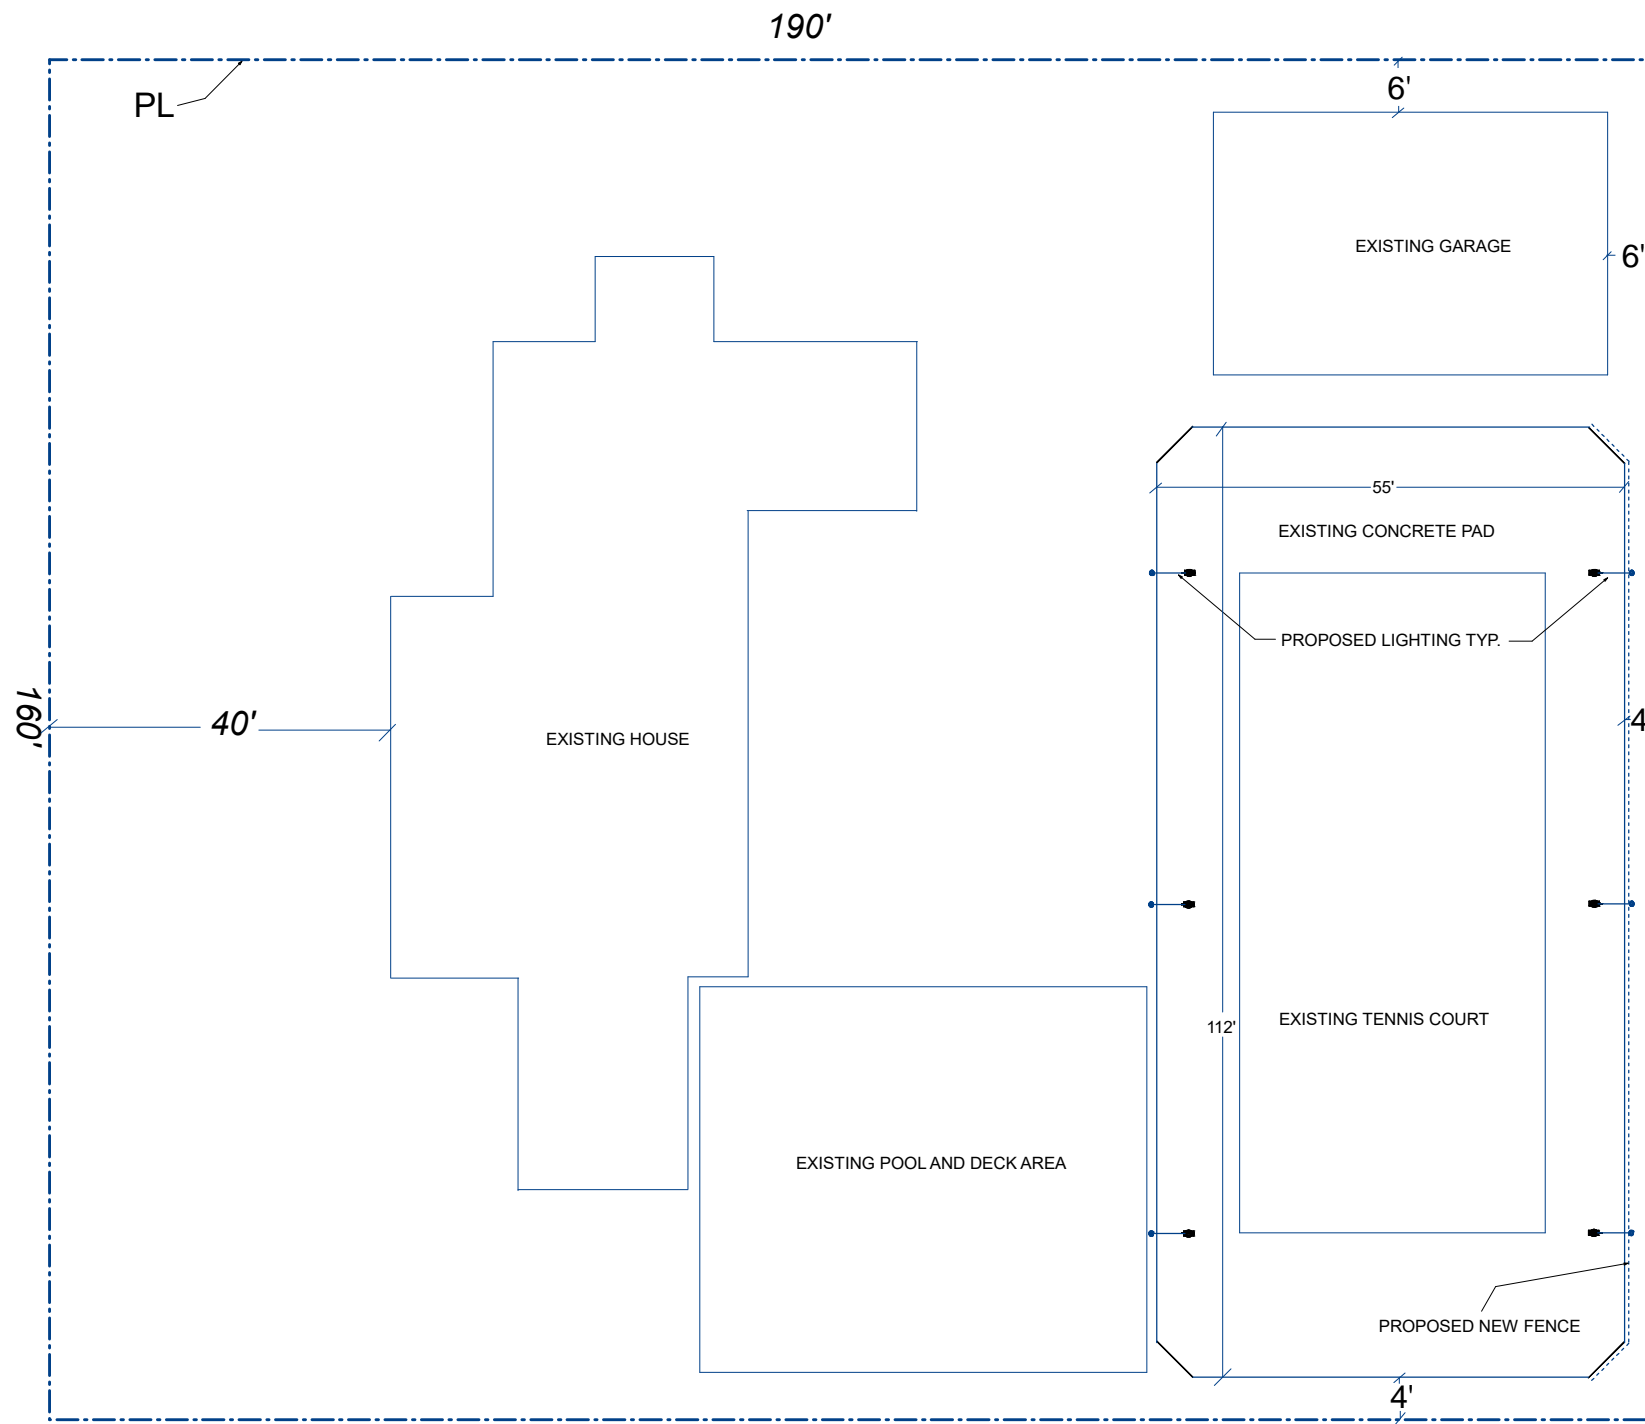 190'
PL
6'
EXISTING GARAGE
6'
55'
EXISTING CONCRETE PAD
PROPOSED LIGHTING TYP.
160'
40'
EXISTING HOUSE
4
112'
EXISTING TENNIS COURT
EXISTING POOL AND DECK AREA
PROPOSED NEW FENCE
4'